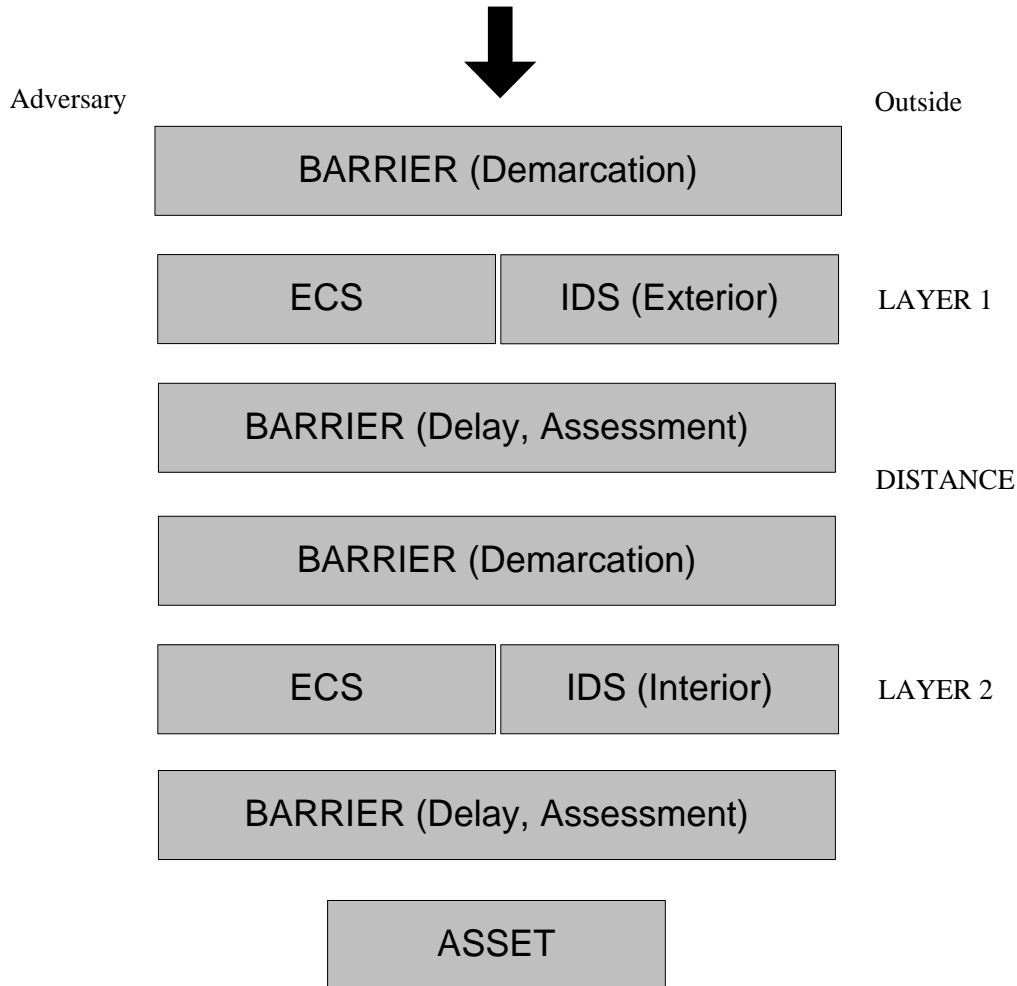 Adversary
Outside
BARRIER (Demarcation)
ECS
IDS (Exterior)
LAYER 1
BARRIER (Delay, Assessment)
DISTANCE
BARRIER (Demarcation)
ECS
IDS (Interior)
LAYER 2
BARRIER (Delay, Assessment)
ASSET